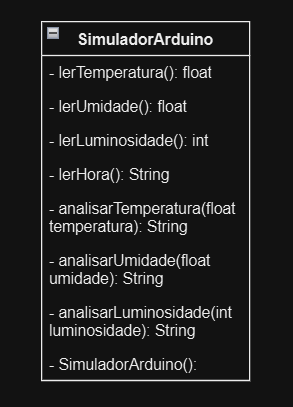 SimuladorArduino
- lerTemperatura(): float
- lerUmidade(): float
- lerLuminosidade(): int
- lerHora(): String
- analisarTemperatura(float
temperatura): String
- analisarUmidade(float
umidade): String
- analisarLuminosidade(int
luminosidade): String
- SimuladorArduino():